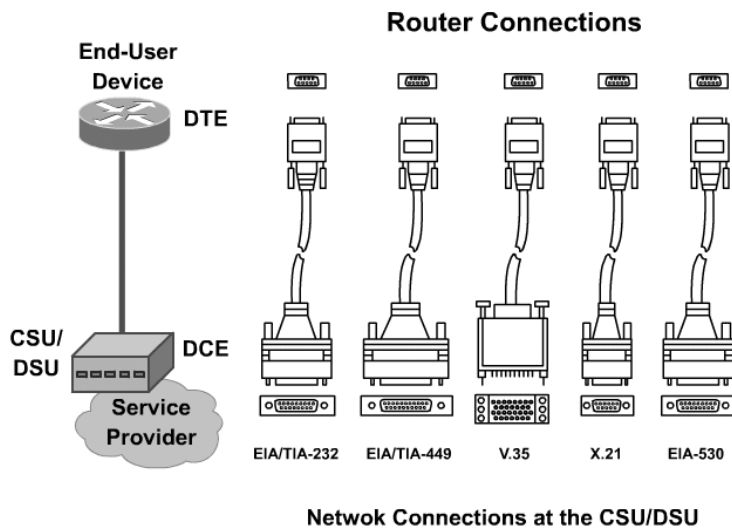 Router Connections
End-User
Device
DTE
CSU/
DSU
DCE
Service
Provider
EIA/TIA-232 EIA/TIA-449 V.35 X.21 EIA-530
Netwok Connections at the CSU/DSU